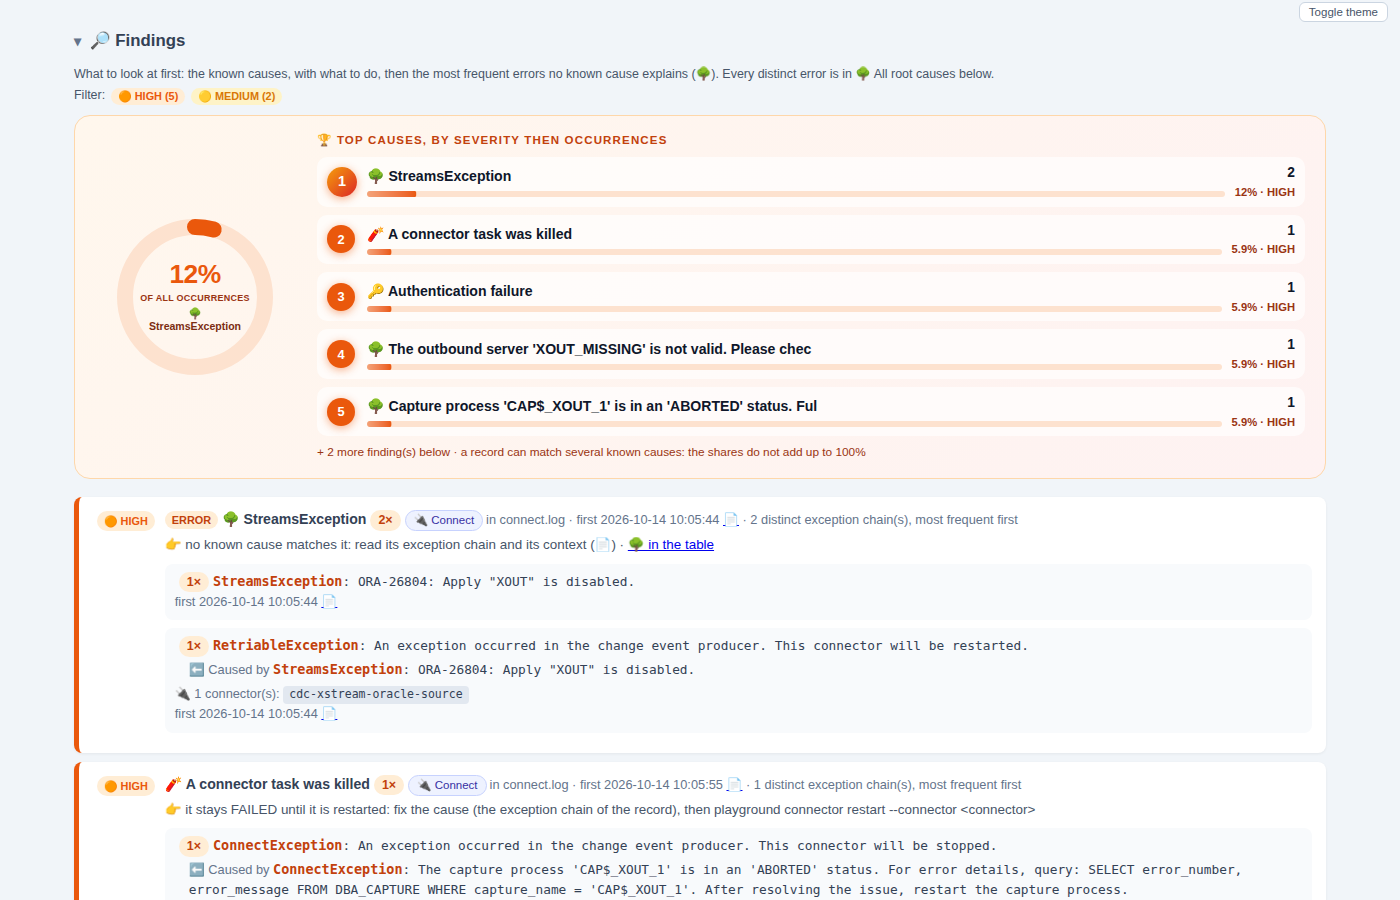 Toggle theme
▼ 🔎 Findings
What to look at first: the known causes, with what to do, then the most frequent errors no known cause explains (🌳). Every distinct error is in 🌳 All root causes below.
Filter: 🟠 HIGH (5) 🟡 MEDIUM (2)
🏆 TOP CAUSES, BY SEVERITY THEN OCCURRENCES
12%
OF ALL OCCURRENCES
🌳
StreamsException
1 🌳 StreamsException 2
12% · HIGH
2 🧨 A connector task was killed 1
5.9% · HIGH
3 🔑 Authentication failure 1
5.9% · HIGH
4 🌳 The outbound server 'XOUT_MISSING' is not valid. Please chec 1
5.9% · HIGH
5 🌳 Capture process 'CAP$_XOUT_1' is in an 'ABORTED' status. Ful 1
5.9% · HIGH
+ 2 more finding(s) below · a record can match several known causes: the shares do not add up to 100%
🟠 HIGH ERROR 🌳 StreamsException 2× 🔌 Connect in connect.log · first 2026-10-14 10:05:44 📄 · 2 distinct exception chain(s), most frequent first
👉 no known cause matches it: read its exception chain and its context (📄) · 🌳 in the table
1× StreamsException: ORA-26804: Apply "XOUT" is disabled.
first 2026-10-14 10:05:44 📄
1× RetriableException: An exception occurred in the change event producer. This connector will be restarted.
⬅️ Caused by StreamsException: ORA-26804: Apply "XOUT" is disabled.
🔌 1 connector(s): cdc-xstream-oracle-source
first 2026-10-14 10:05:44 📄
🟠 HIGH 🧨 A connector task was killed 1× 🔌 Connect in connect.log · first 2026-10-14 10:05:55 📄 · 1 distinct exception chain(s), most frequent first
👉 it stays FAILED until it is restarted: fix the cause (the exception chain of the record), then playground connector restart --connector <connector>
1× ConnectException: An exception occurred in the change event producer. This connector will be stopped.
⬅️ Caused by ConnectException: The capture process 'CAP$_XOUT_1' is in an 'ABORTED' status. For error details, query: SELECT error_number,
error_message FROM DBA_CAPTURE WHERE capture_name = 'CAP$_XOUT_1'. After resolving the issue, restart the capture process.